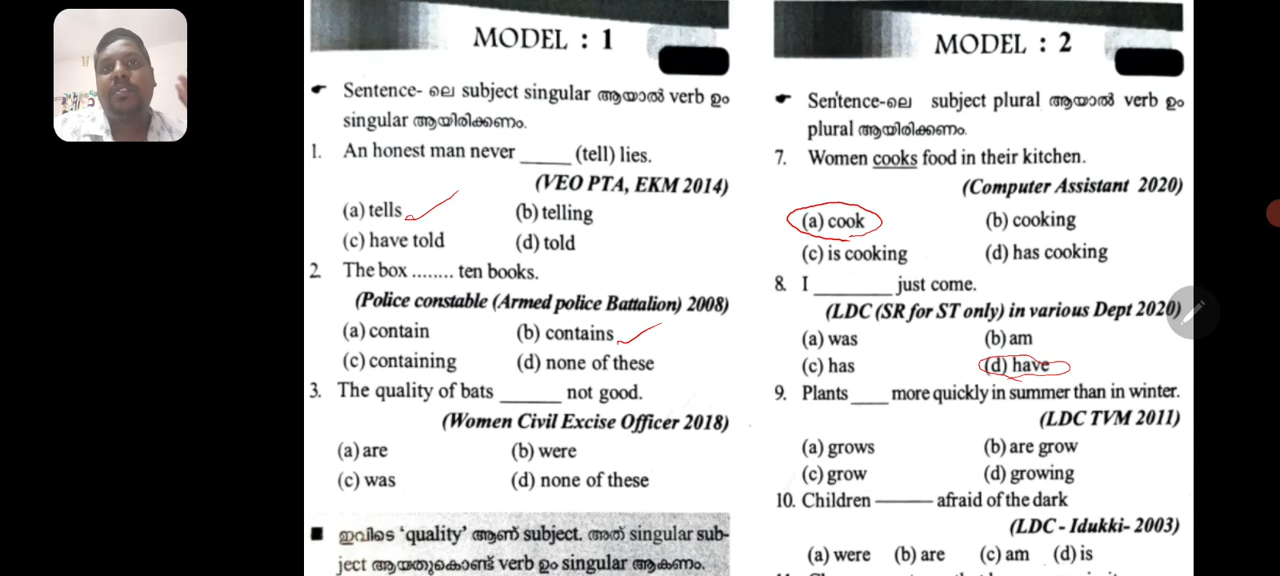 MODEL : 1
Sentence- ലെ subject singular ആയാൽ verb ഉം
singular ആയിരിക്കണം.
1. An honest man never _____ (tell) lies.
(VEO PTA, EKM 2014)
(a) tells (b) telling
(c) have told (d) told
2. The box ........ ten books.
(Police constable (Armed police Battalion) 2008)
(a) contain (b) contains
(c) containing (d) none of these
3. The quality of bats ______ not good.
(Women Civil Excise Officer 2018)
(a) are (b) were
(c) was (d) none of these
■ ഇവിടെ 'quality' ആണ് subject. അത് singular sub-
ject ആയതുകൊണ്ട് verb ഉം singular ആകണം.
MODEL : 2
Sentence-ലെ subject plural ആയാൽ verb ഉം
plural ആയിരിക്കണം.
7. Women cooks food in their kitchen.
(Computer Assistant 2020)
(a) cook (b) cooking
(c) is cooking (d) has cooking
8. I ________ just come.
(LDC (SR for ST only) in various Dept 2020)
(a) was (b) am
(c) has (d) have
9. Plants ____ more quickly in summer than in winter.
(LDC TVM 2011)
(a) grows (b) are grow
(c) grow (d) growing
10. Children ——— afraid of the dark
(LDC - Idukki- 2003)
(a) were (b) are (c) am (d) is